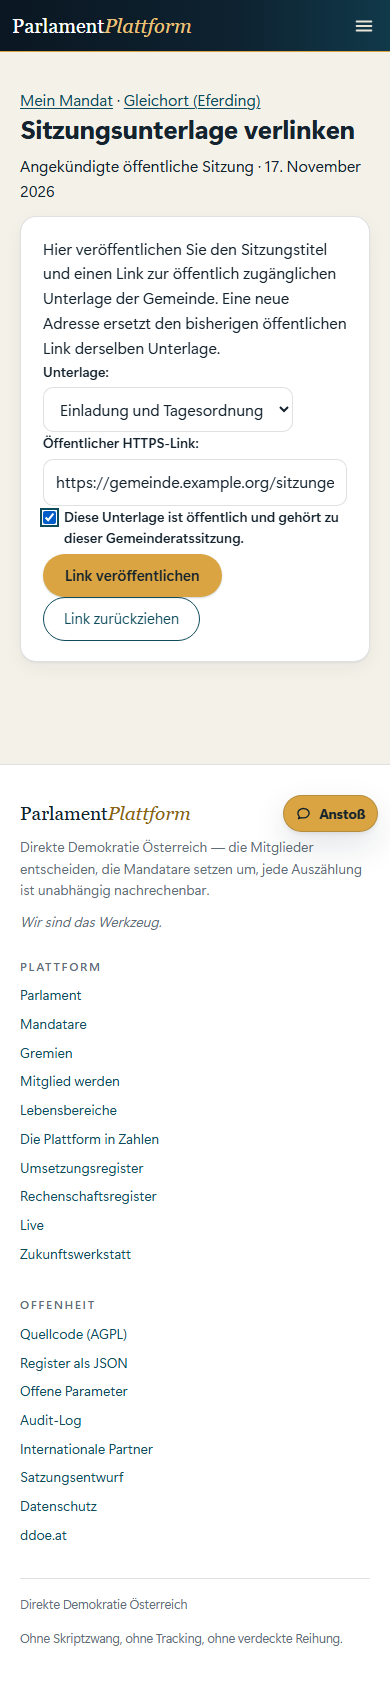 ParlamentPlattform
Mein Mandat · Gleichort (Eferding)
Sitzungsunterlage verlinken
Angekündigte öffentliche Sitzung · 17. November
2026
Hier veröffentlichen Sie den Sitzungstitel
und einen Link zur öffentlich zugänglichen
Unterlage der Gemeinde. Eine neue
Adresse ersetzt den bisherigen öffentlichen
Link derselben Unterlage.
Unterlage:
Einladung und Tagesordnung
Öffentlicher HTTPS-Link:
https://gemeinde.example.org/sitzunge
Diese Unterlage ist öffentlich und gehört zu
dieser Gemeinderatssitzung.
Link veröffentlichen
Link zurückziehen
ParlamentPlattform
Anstoß
Direkte Demokratie Österreich — die Mitglieder
entscheiden, die Mandatare setzen um, jede Auszählung
ist unabhängig nachrechenbar.
Wir sind das Werkzeug.
PLATTFORM
Parlament
Mandatare
Gremien
Mitglied werden
Lebensbereiche
Die Plattform in Zahlen
Umsetzungsregister
Rechenschaftsregister
Live
Zukunftswerkstatt
OFFENHEIT
Quellcode (AGPL)
Register als JSON
Offene Parameter
Audit-Log
Internationale Partner
Satzungsentwurf
Datenschutz
ddoe.at
Direkte Demokratie Österreich
Ohne Skriptzwang, ohne Tracking, ohne verdeckte Reihung.